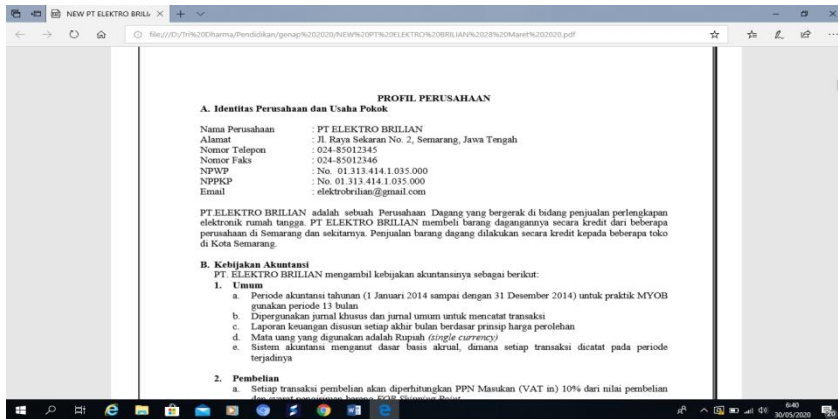 NEW PT ELEKTRO BRILL
file:///D:/Tri%20Dharma/Pendidikan/genap%202020/NEW%20PT%20ELEKTRO%20BRILIAN%2028%20Maret%202020.pdf
PROFIL PERUSAHAAN
A. Identitas Perusahaan dan Usaha Pokok
Nama Perusahaan : PT ELEKTRO BRILIAN
Alamat : Jl. Raya Sekaran No. 2, Semarang, Jawa Tengah
Nomor Telepon : 024-85012345
Nomor Faks : 024-85012346
NPWP : No. 01.313.414.1.035.000
NPPKP : No. 01.313.414.1.035.000
Email : elektrobrilian@gmail.com
PT.ELEKTRO BRILIAN adalah sebuah Perusahaan Dagang yang bergerak di bidang penjualan perlengkapan
elektronik rumah tangga. PT ELEKTRO BRILIAN membeli barang dagangannya secara kredit dari beberapa
perusahaan di Semarang dan sekitarnya. Penjualan barang dagang dilakukan secara kredit kepada beberapa toko
di Kota Semarang.
B. Kebijakan Akuntansi
PT. ELEKTRO BRILIAN mengambil kebijakan akuntansinya sebagai berikut:
1. Umum
a. Periode akuntansi tahunan (1 Januari 2014 sampai dengan 31 Desember 2014) untuk praktik MYOB
gunakan periode 13 bulan
b. Dipergunakan jurnal khusus dan jurnal umum untuk mencatat transaksi
c. Laporan keuangan disusun setiap akhir bulan berdasar prinsip harga perolehan
d. Mata uang yang digunakan adalah Rupiah (single currency)
e. Sistem akuntansi menganut dasar basis akrual, dimana setiap transaksi dicatat pada periode
terjadinya
2. Pembelian
a. Setiap transaksi pembelian akan diperhitungkan PPN Masukan (VAT in) 10% dari nilai pembelian
dan syarat pengiriman barang FOB Shipping Point
6:40
30/05/2020